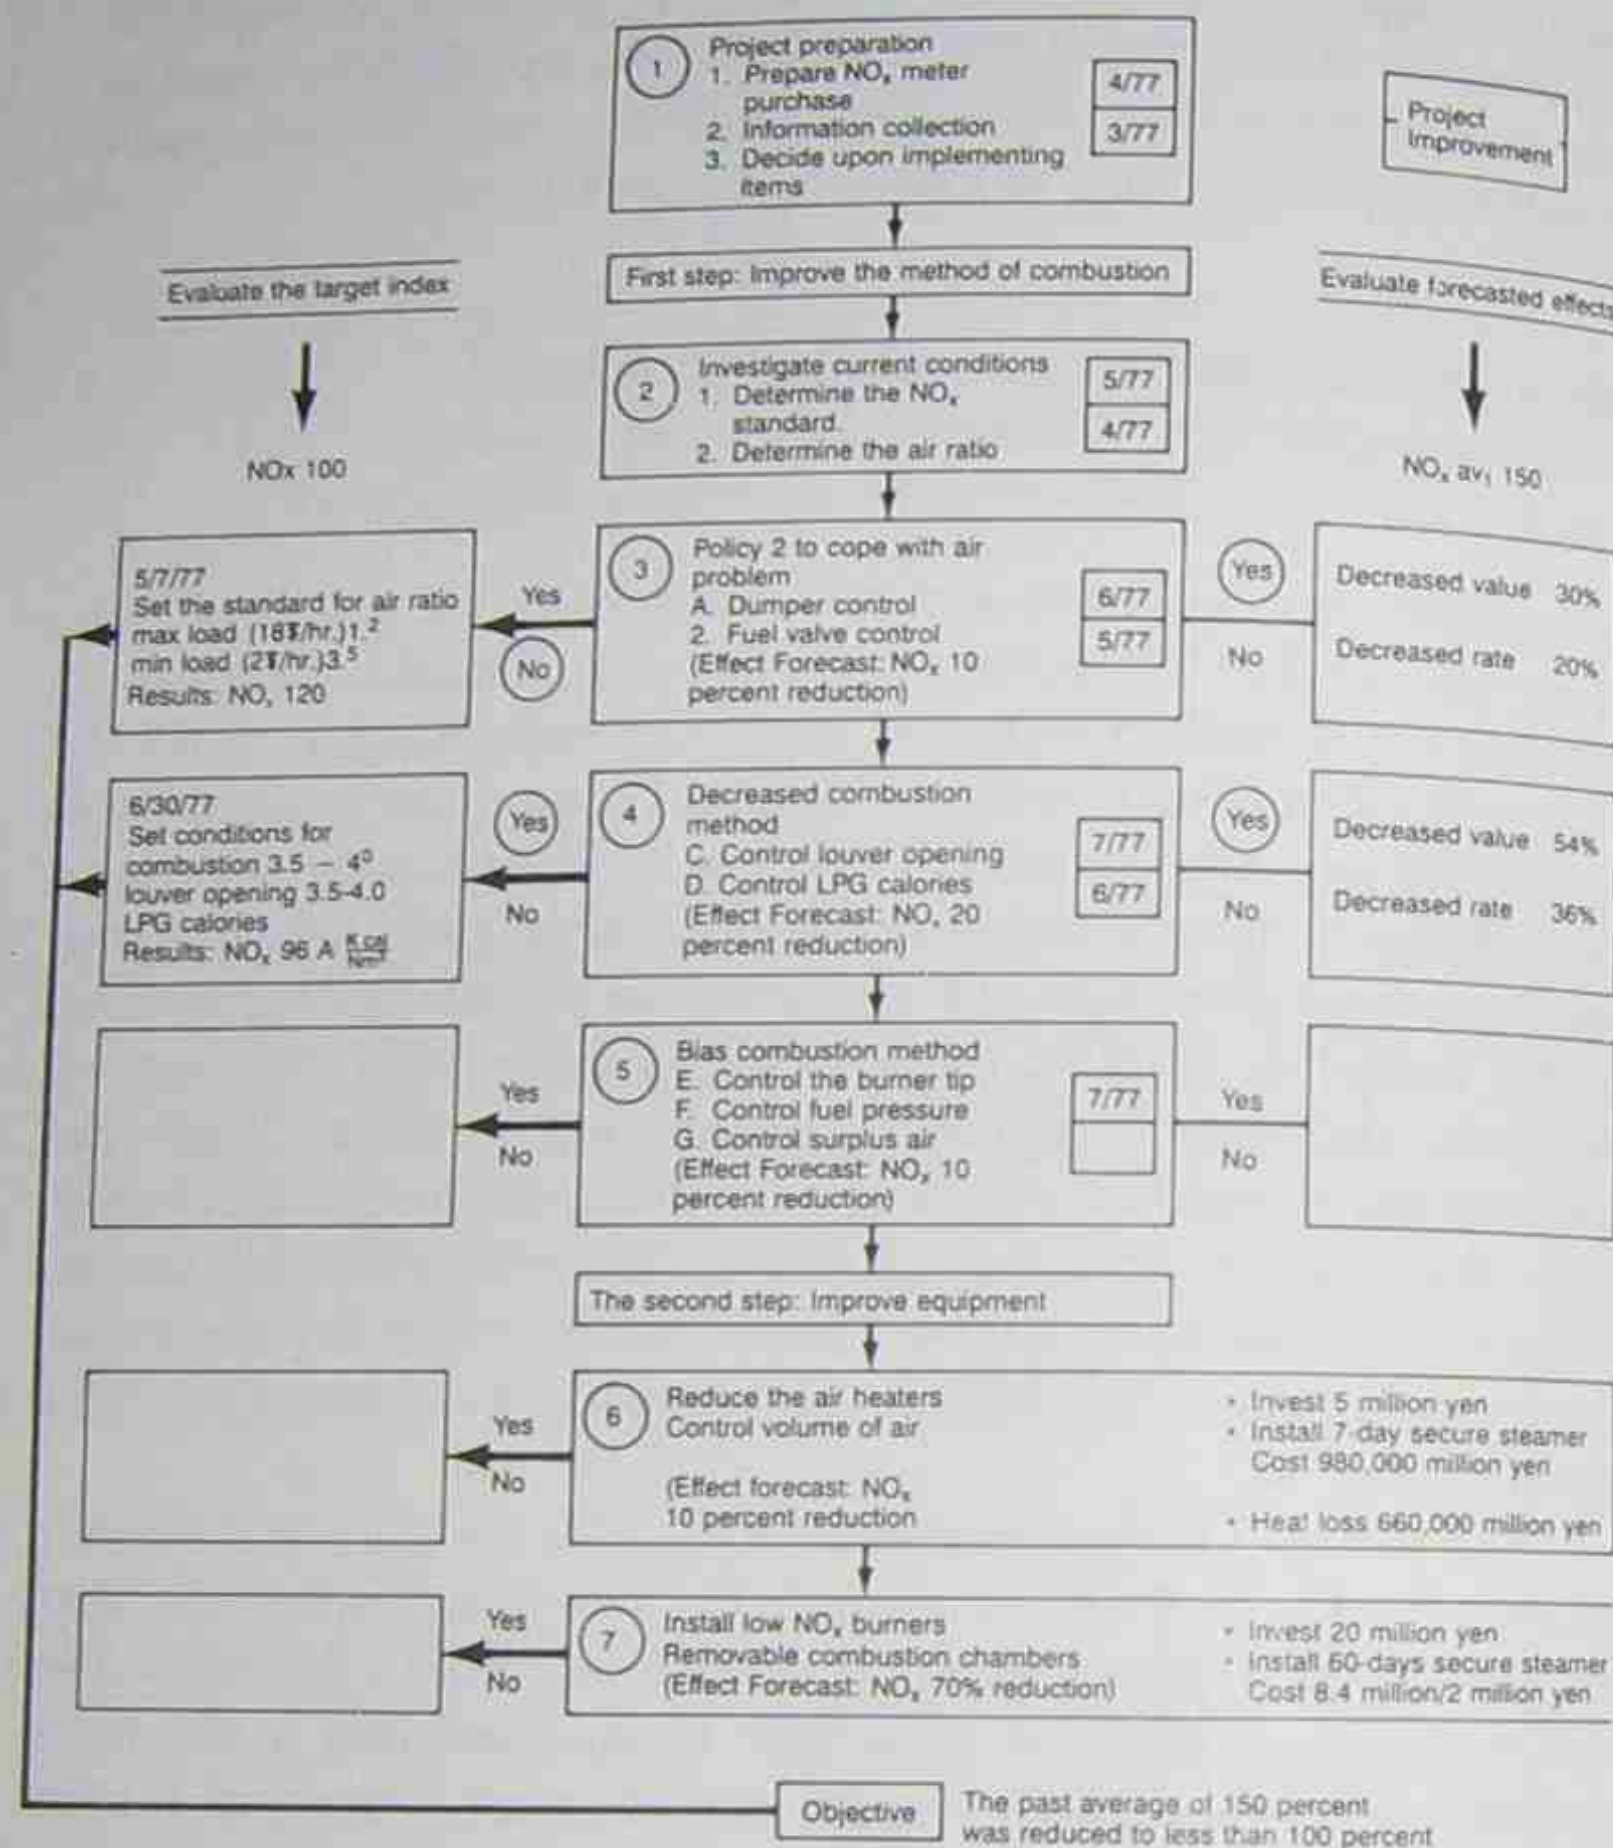 1
Project preparation
1. Prepare NOx meter
purchase
2. Information collection
3. Decide upon implementing
items
4/77
3/77
Project
Improvement
First step: Improve the method of combustion
Evaluate the target index
NOx 100
Evaluate forecasted effects
NOx av₁ 150
2
Investigate current conditions
1. Determine the NOx
standard.
2. Determine the air ratio
5/77
4/77
5/7/77
Set the standard for air ratio
max load (18T/hr.)1.²
min load (2T/hr.)3.⁵
Results: NOx 120
Yes
No
3
Policy 2 to cope with air
problem
A. Dumper control
2. Fuel valve control
(Effect Forecast: NOx 10
percent reduction)
6/77
5/77
Yes
No
Decreased value 30%
Decreased rate 20%
6/30/77
Set conditions for
combustion 3.5 – 4⁰
louver opening 3.5-4.0
LPG calories
Results: NOx 96 A K cal
Yes
No
4
Decreased combustion
method
C. Control louver opening
D. Control LPG calories
(Effect Forecast: NOx 20
percent reduction)
7/77
6/77
Yes
No
Decreased value 54%
Decreased rate 36%
Yes
No
5
Bias combustion method
E. Control the burner tip
F. Control fuel pressure
G. Control surplus air
(Effect Forecast: NOx 10
percent reduction)
7/77
Yes
No
The second step: Improve equipment
Yes
No
6
Reduce the air heaters
Control volume of air
(Effect forecast: NOx
10 percent reduction
• Invest 5 million yen
• Install 7-day secure steamer
Cost 980,000 million yen
• Heat loss 660,000 million yen
Yes
No
7
Install low NOx burners
Removable combustion chambers
(Effect Forecast: NOx 70% reduction)
• Invest 20 million yen
• Install 60-days secure steamer
Cost 8.4 million/2 million yen
Objective
The past average of 150 percent
was reduced to less than 100 percent